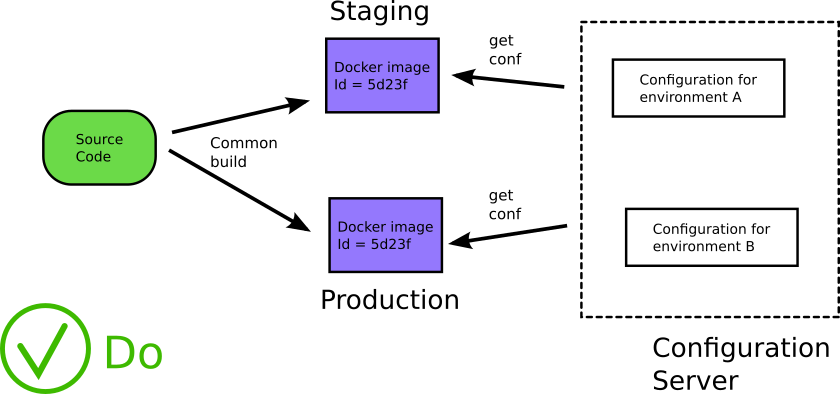 Staging
Docker image
Id = 5d23f
get
conf
Configuration for
environment A
Source
Code
Common
build
Docker image
Id = 5d23f
get
conf
Configuration for
environment B
Production
Do
Configuration
Server